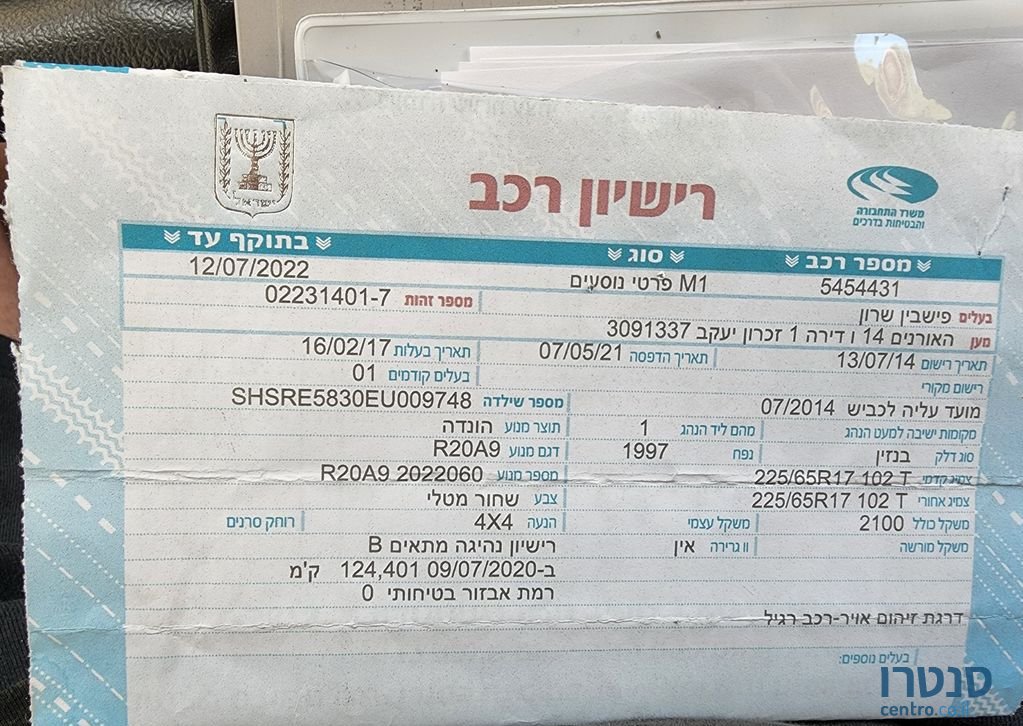 ישראל
רישיון רכב
משרד התחבורה
והבטיחות בדרכים
מספר רכב סוג בתוקף עד
5454431 M1 פרטי נוסעים 12/07/2022
בעלים פישבין שרון מספר זהות 02231401-7
מען האורנים 14 ו דירה 1 זכרון יעקב 3091337
תאריך רישום 13/07/14 תאריך הדפסה 07/05/21 תאריך בעלות 16/02/17
רישום מקורי בעלים קודמים 01
מועד עליה לכביש 07/2014 מספר שילדה SHSRE5830EU009748
מקומות ישיבה למעט הנהג מהם ליד הנהג 1 תוצר מנוע הונדה
סוג דלק בנזין נפח 1997 דגם מנוע R20A9
צמיג קדמי 225/65R17 102 T מספר מנוע R20A9 2022060
צמיג אחורי 225/65R17 102 T צבע שחור מטלי
משקל כולל 2100 משקל עצמי הנעה 4X4 רוחק סרנים
משקל מורשה וו גרירה אין רישיון נהיגה מתאים B
ב-09/07/2020 124,401 ק'מ
רמת אבזור בטיחותי 0
דרגת זיהום אויר-רכב רגיל
בעלים נוספים:
סנטרו
centro.co.il